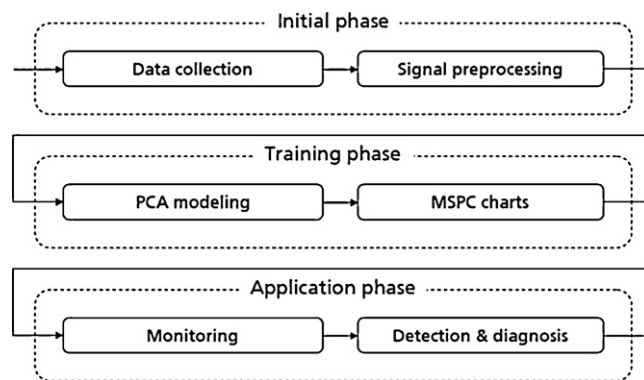 Initial phase
Data collection
Signal preprocessing
Training phase
PCA modeling
MSPC charts
Application phase
Monitoring
Detection & diagnosis